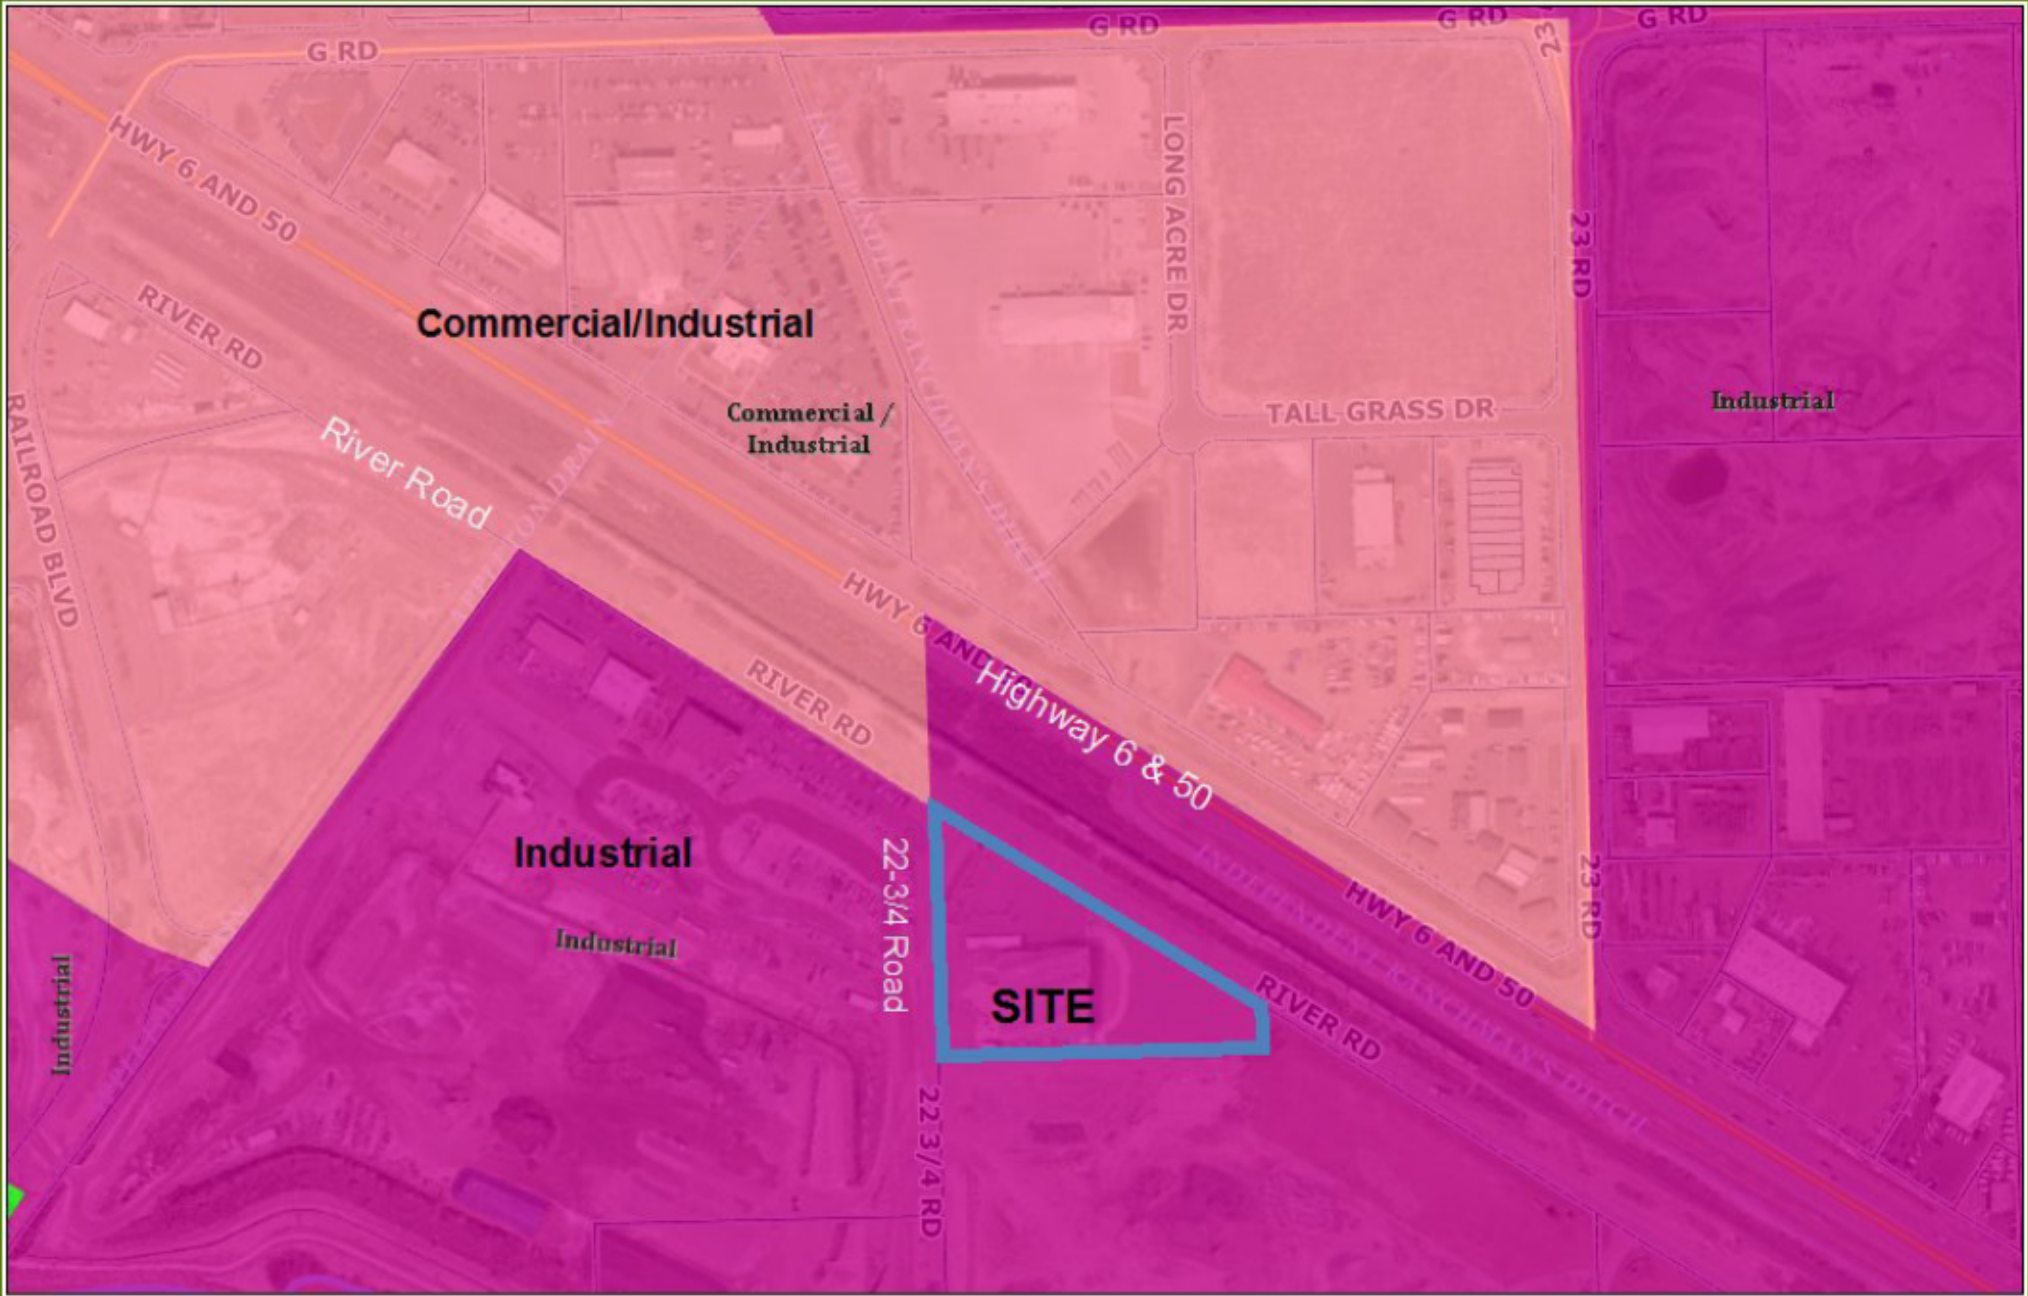 G RD
G RD
G RD
G RD
23
HWY 6 AND 50
LONG ACRE DR
23 RD
RIVER RD
Commercial/Industrial
RAILROAD BLVD
River Road
Commercial /
Industrial
TALL GRASS DR
Industrial
HWY 6 AND
RIVER RD
Highway 6 & 50
Industrial
22-3/4 Road
Industrial
Industrial
SITE
HWY 6 AND 50
23 RD
RIVER RD
22 3/4 RD